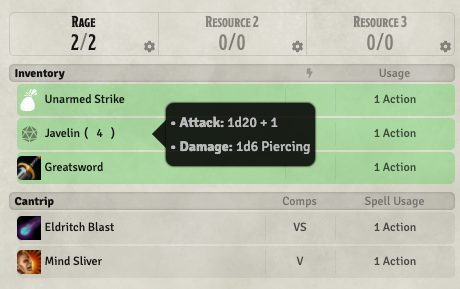 Rage Resource 2 Resource 3
2/2 0/0 0/0
Inventory Usage
Unarmed Strike 1 Action
• Attack: 1d20 + 1
Javelin ( 4 ) 1 Action
• Damage: 1d6 Piercing
Greatsword 1 Action
Cantrip Comps Spell Usage
Eldritch Blast VS 1 Action
Mind Sliver V 1 Action